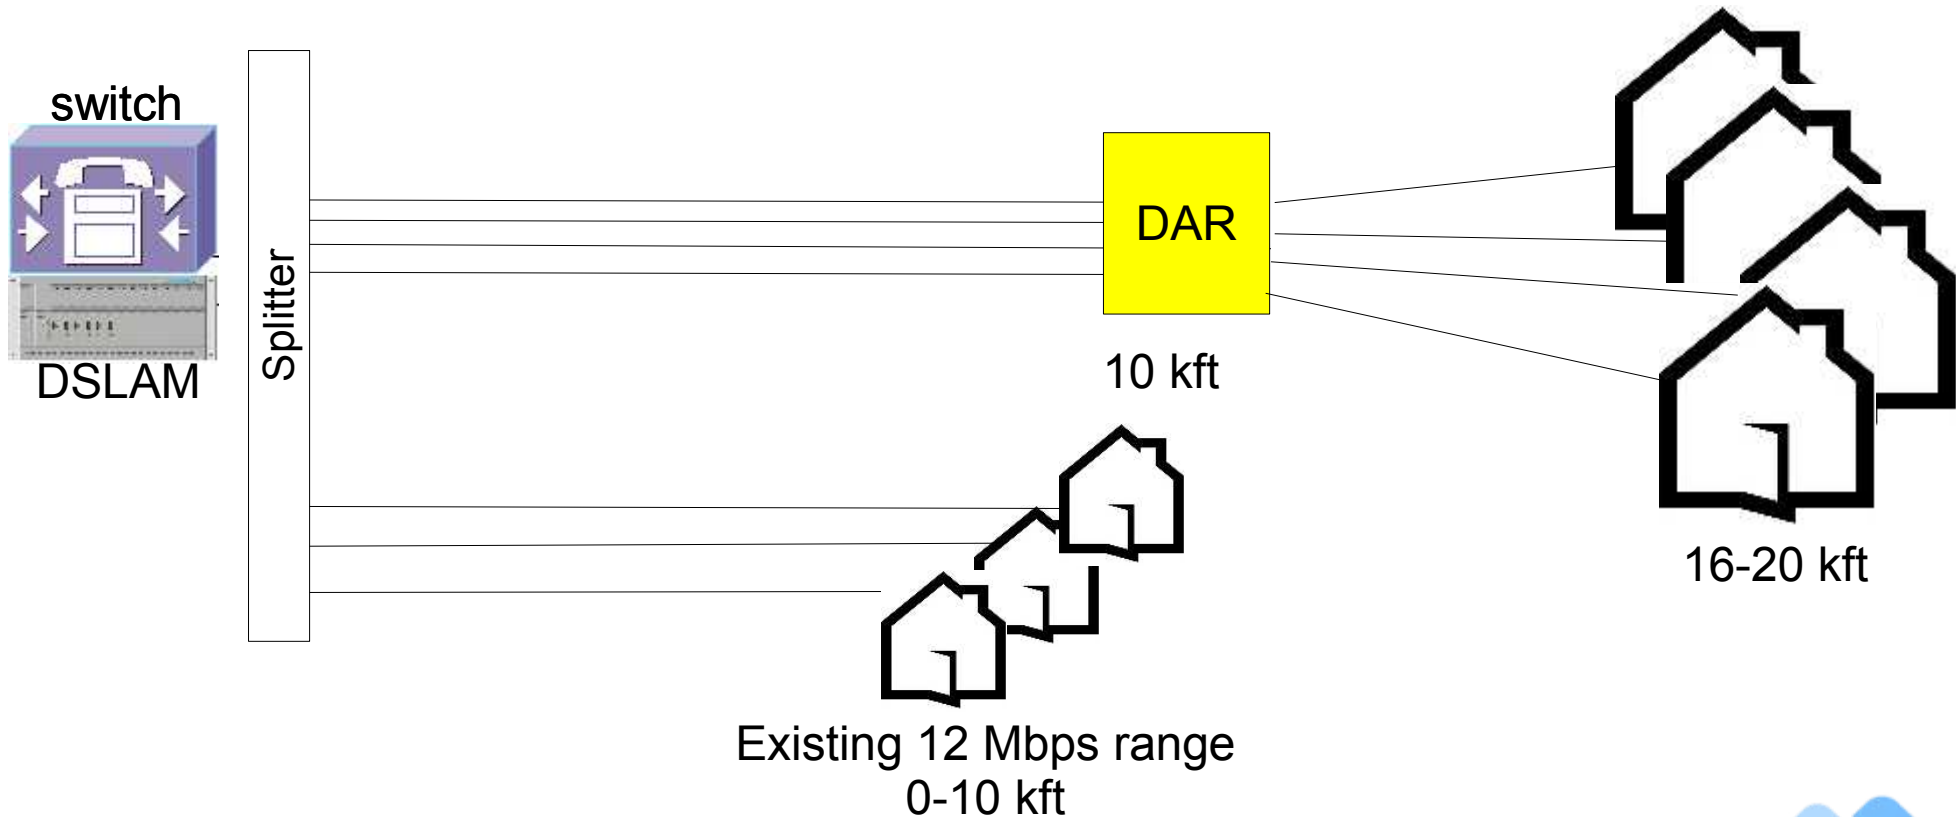 switch
DSLAM
Splitter
DAR
10 kft
16-20 kft
Existing 12 Mbps range
0-10 kft